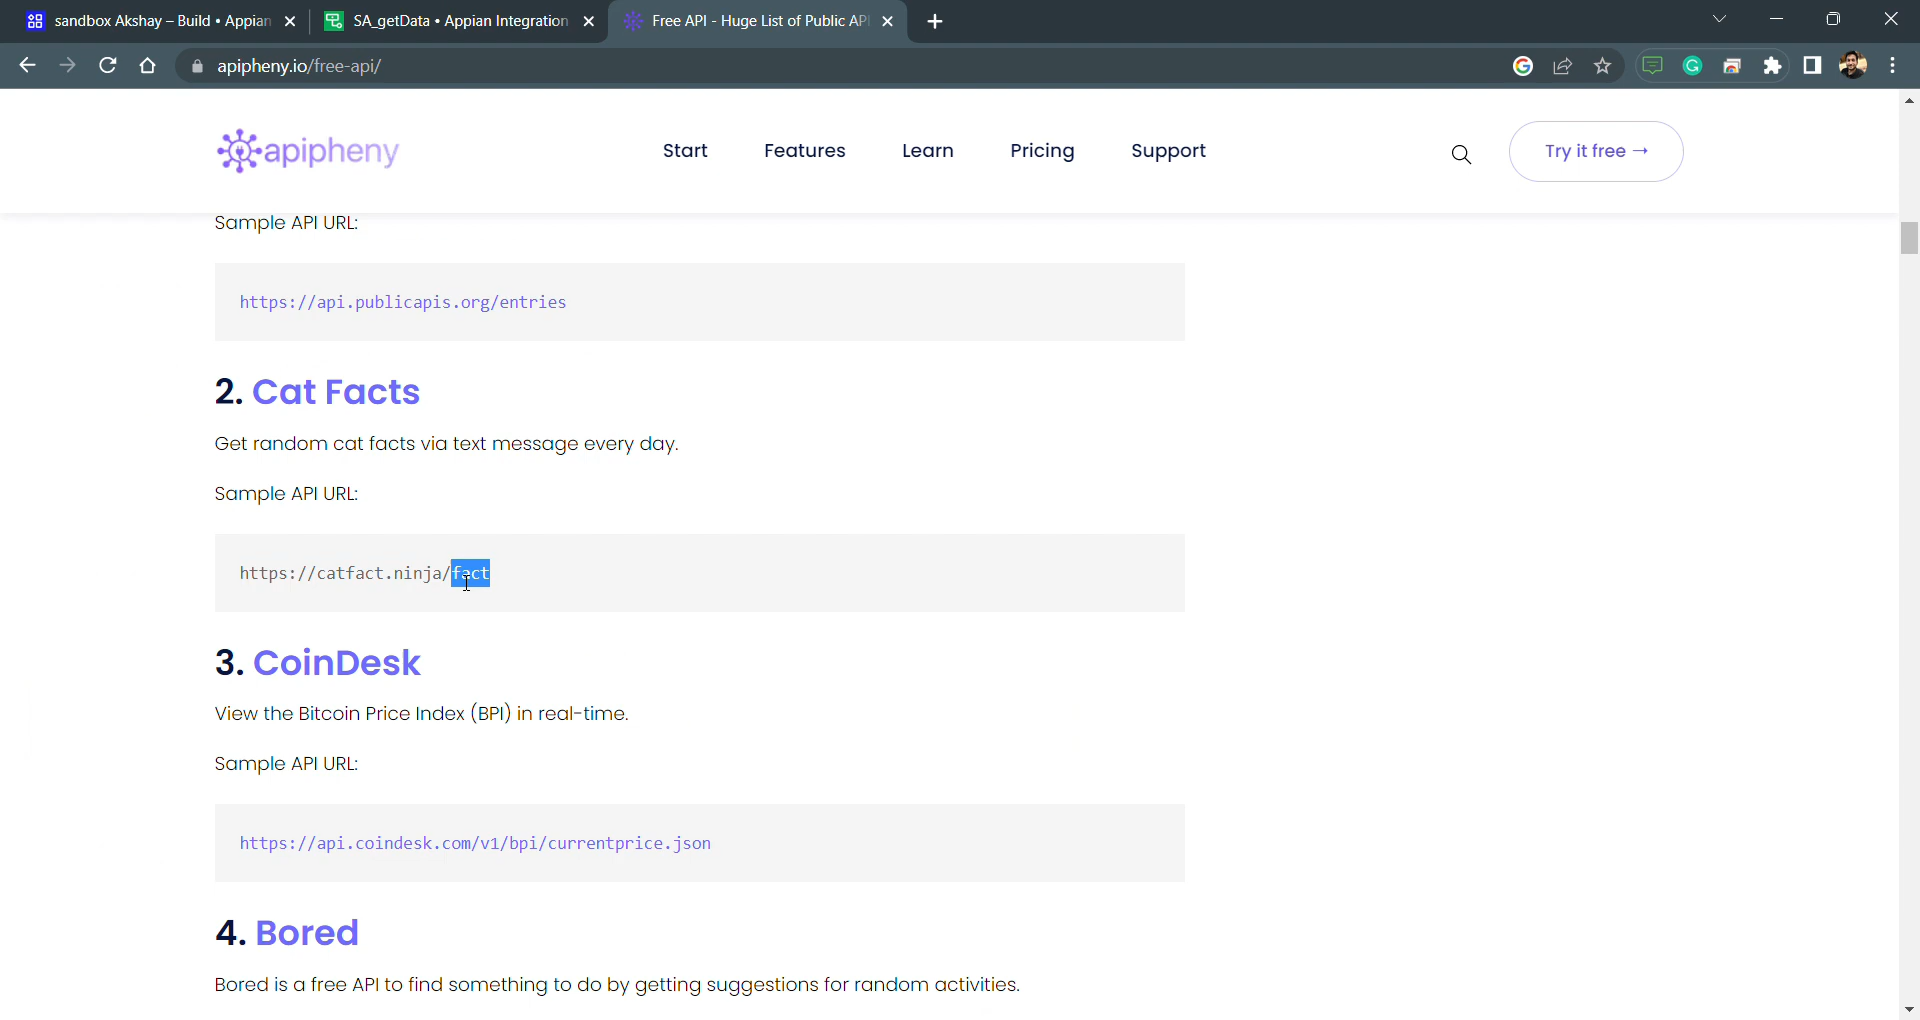 sandbox Akshay – Build • Appian
SA_getData • Appian Integration
Free API - Huge List of Public AP
apipheny.io/free-api/
apipheny
Start
Features
Learn
Pricing
Support
Try it free →
Sample API URL:
https://api.publicapis.org/entries
2. Cat Facts
Get random cat facts via text message every day.
Sample API URL:
https://catfact.ninja/fact
3. CoinDesk
View the Bitcoin Price Index (BPI) in real-time.
Sample API URL:
https://api.coindesk.com/v1/bpi/currentprice.json
4. Bored
Bored is a free API to find something to do by getting suggestions for random activities.